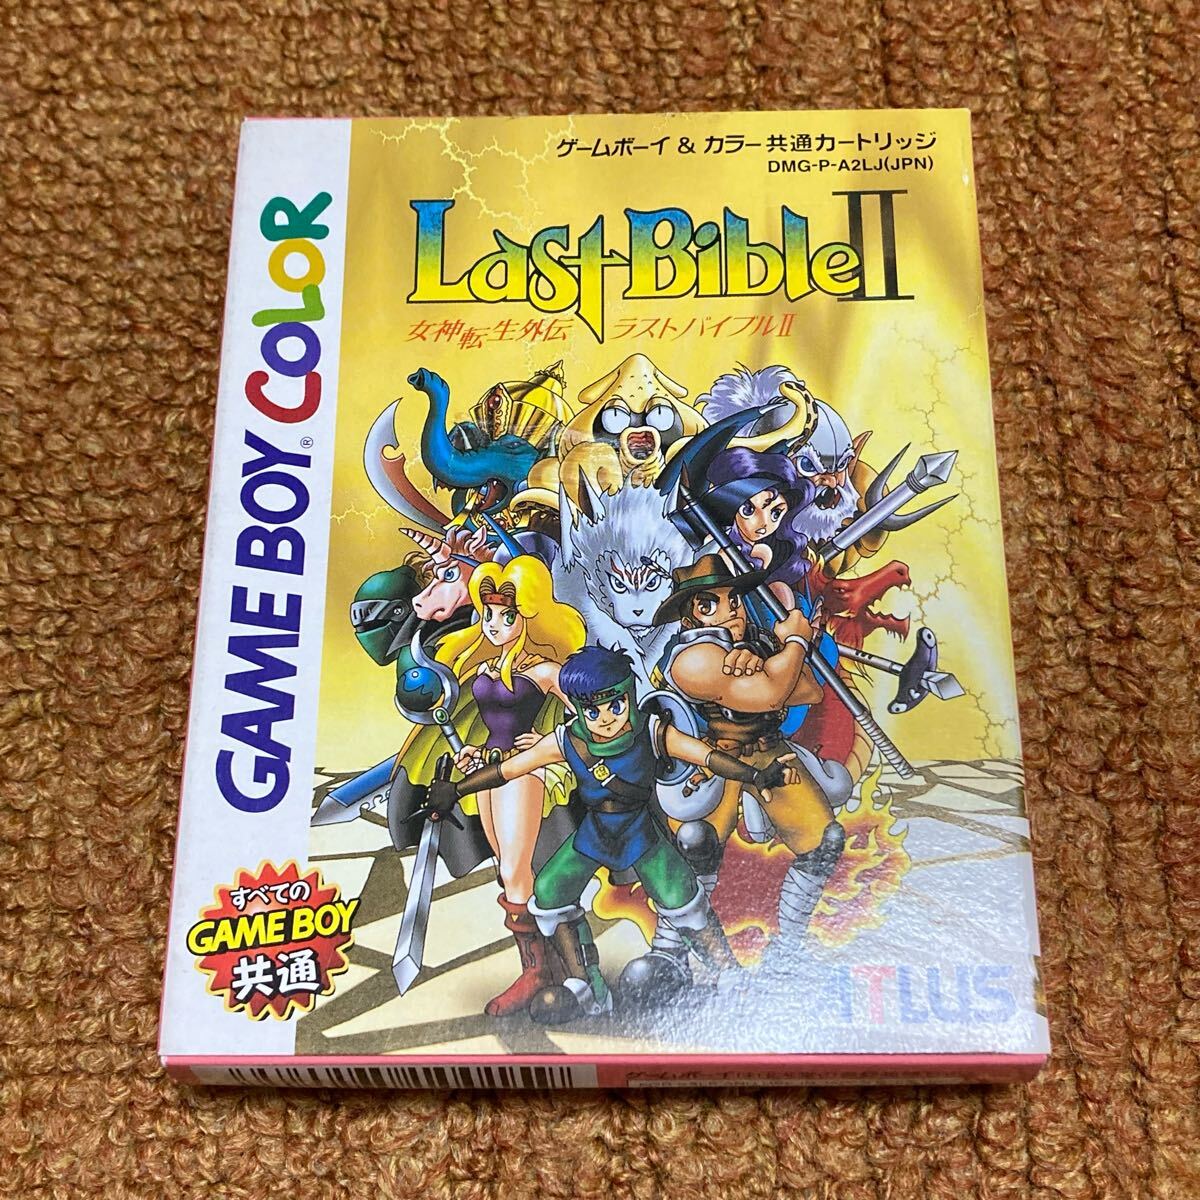 ゲームボーイ & カラー共通カートリッジ
DMG-P-A2LJ(JPN)
Last Bible II
女神転生外伝 ラストバイブルII
GAME BOY COLOR
®
すべての
GAME BOY
共通
ATLUS